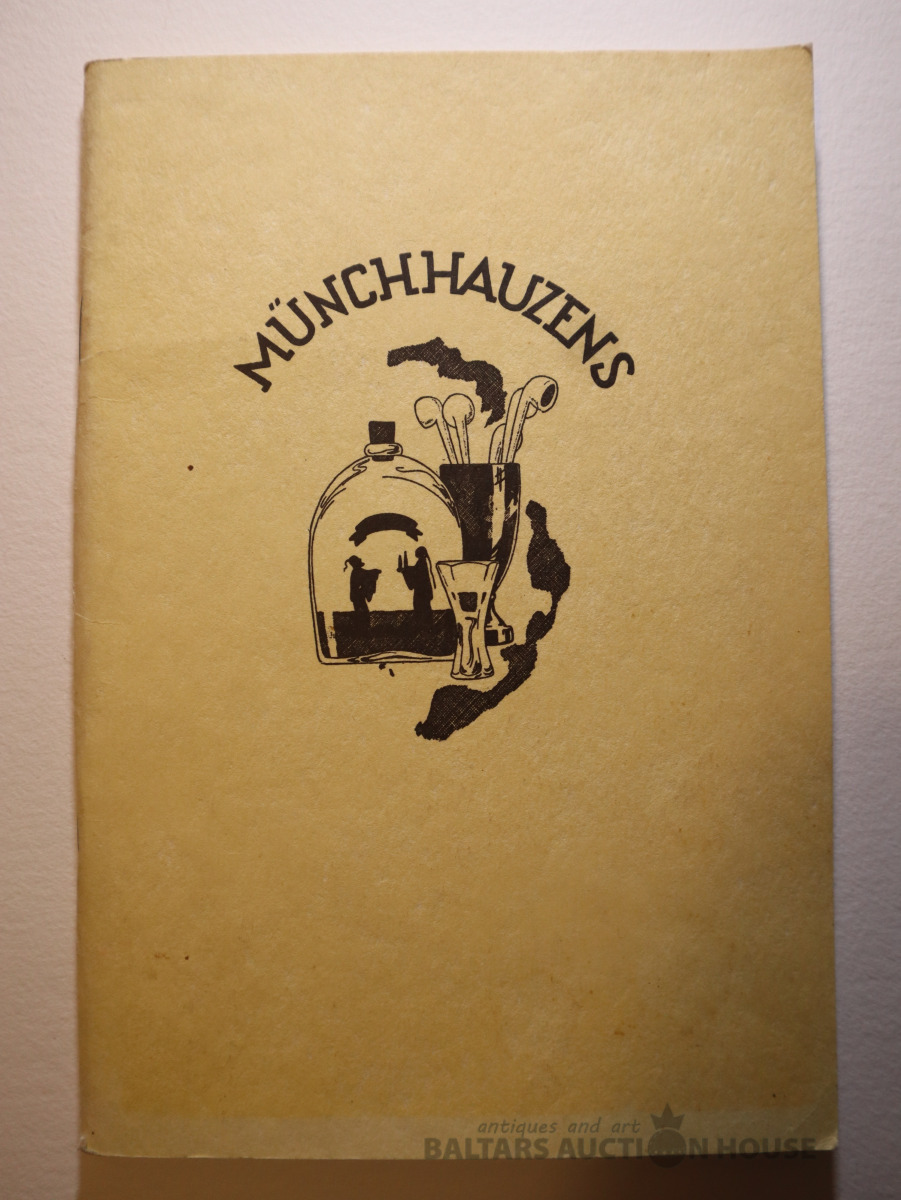 MÜNCHHAUZENS
antiques and art
BALTARS AUCTION HOUSE